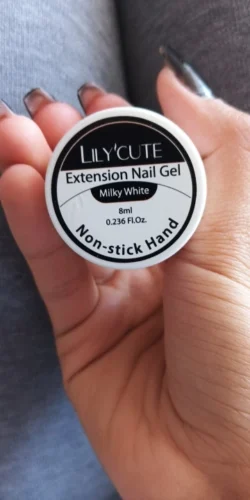 LILY'CUTE
Extension Nail Gel
Milky White
8ml
0.236 Fl.Oz.
Non-stick Hand